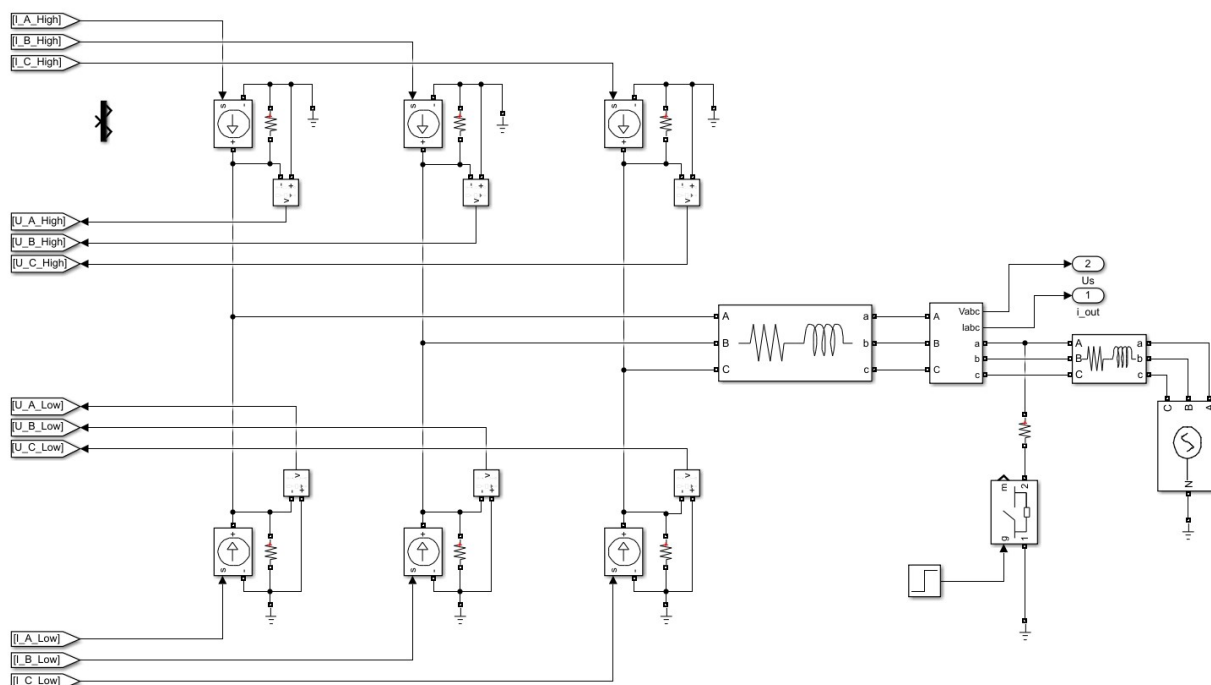 [I_A_High]
[I_B_High]
[I_C_High]
s - s - s -
+ + +
- + - + - +
v v v
[U_A_High]
[U_B_High]
[U_C_High]
2
Us
1
i_out
A a A Vabc
Iabc
B b B a A a
b B b
C c C c C c
[U_A_Low]
[U_B_Low]
[U_C_Low]
C B A
N
v v v
- + - + - +
+ + +
s - s - s -
m 2
g 1
[I_A_Low]
[I_B_Low]
[I_C_Low]